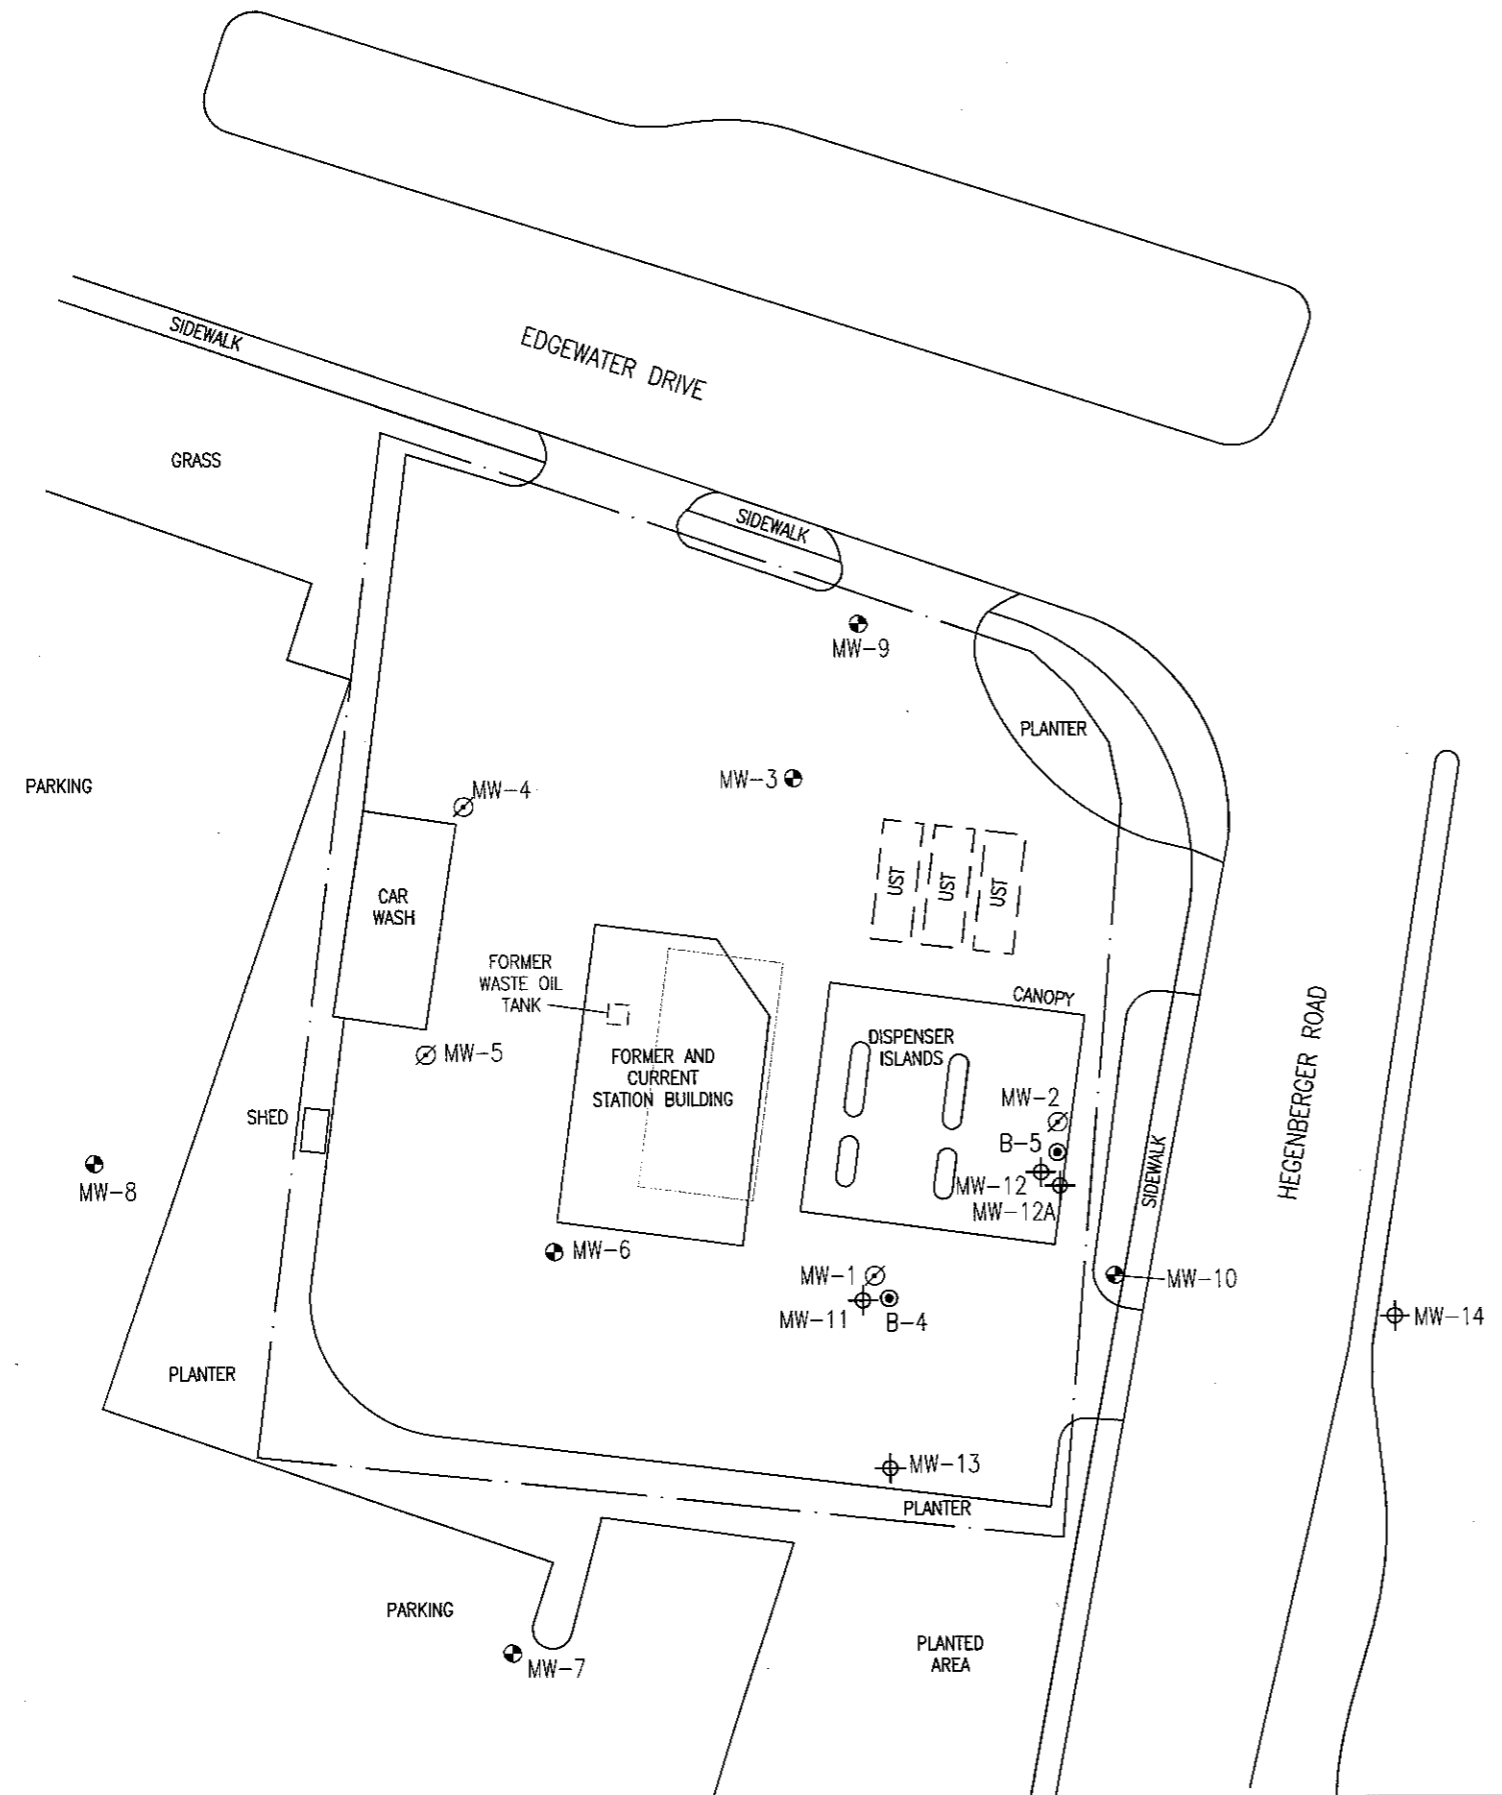 SIDEWALK
EDGEWATER DRIVE
GRASS
SIDEWALK
MW-9
PLANTER
MW-3
MW-4
PARKING
UST
UST
UST
CAR
WASH
FORMER
WASTE OIL
TANK
CANOPY
DISPENSER
ISLANDS
FORMER AND
CURRENT
STATION BUILDING
MW-5
MW-2
SHED
B-5
HEGENBERGER ROAD
SIDEWALK
MW-12
MW-8
MW-12A
MW-6
MW-1
MW-10
MW-11
B-4
MW-14
PLANTER
MW-13
PLANTER
PARKING
PLANTED
AREA
MW-7